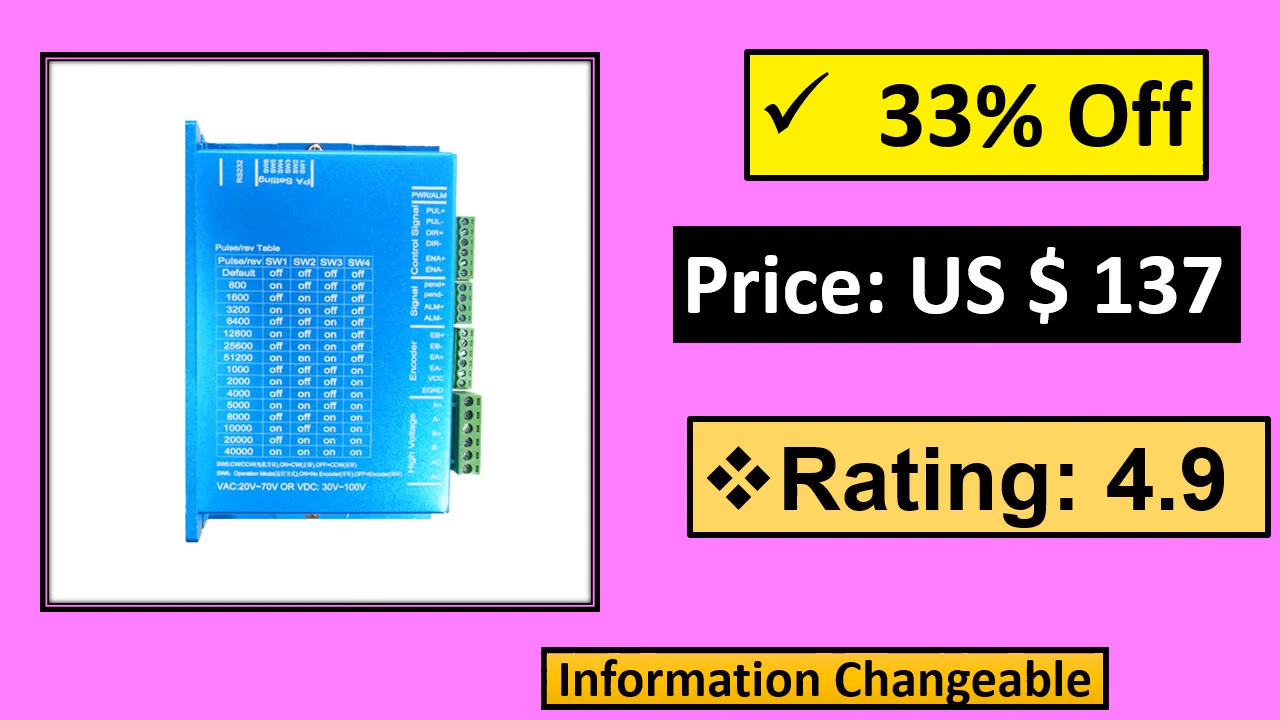 RS232
SW6
SW5
SW4
SW3
SW2
SW1
PA Setting
PWR/ALM
Control Signal
PUL+
PUL-
DIR+
DIR-
ENA+
ENA-
Signal
pend+
pend-
ALM+
ALM-
Encoder
EB+
EB-
EA+
EA-
VCC
EGND
High Voltage
A+
A-
B+
B-
Pulse/rev Table
Pulse/rev SW1 SW2 SW3 SW4
Default off off off off
800 on off off off
1600 off on off off
3200 on on off off
6400 off off on off
12800 on off on off
25600 off on on off
51200 on on on off
1000 off off off on
2000 on off off on
4000 off on off on
5000 on on off on
8000 off off on on
10000 on off on on
20000 off on on on
40000 on on on on
VAC:20V~70V OR VDC: 30V~100V
✓ 33% Off
Price: US $ 137
❖Rating: 4.9
Information Changeable